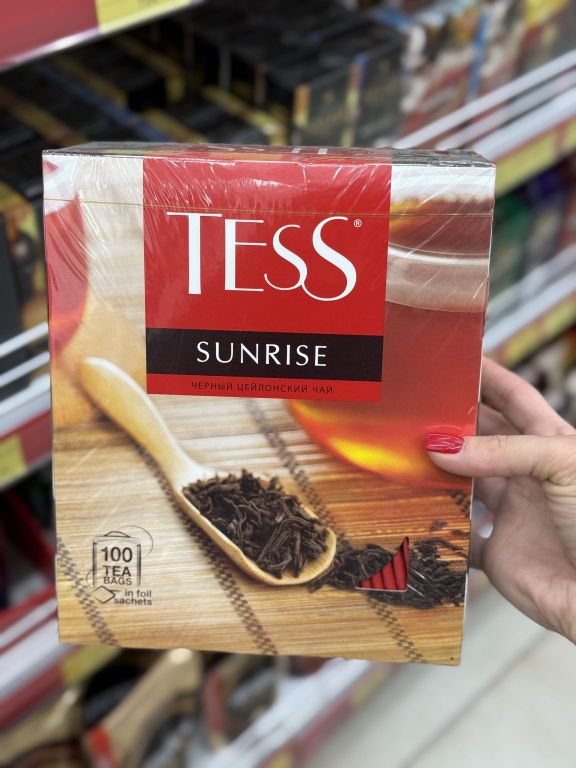 TESS®
SUNRISE
ЧЕРНЫЙ ЦЕЙЛОНСКИЙ ЧАЙ
100
TEA
BAGS
in foil
sachets